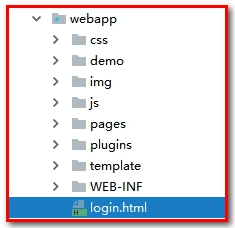 webapp
css
demo
img
js
pages
plugins
template
WEB-INF
login.html